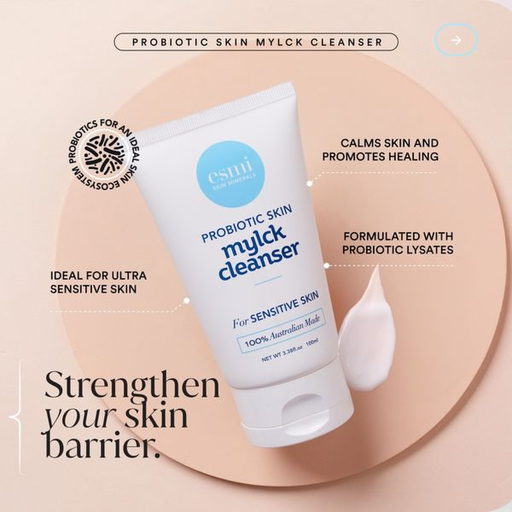 PROBIOTIC SKIN MYLCK CLEANSER
PROBIOTICS FOR AN IDEAL SKIN ECOSYSTEM
esmi
SKIN MINERALS
PROBIOTIC SKIN
mylck
cleanser
For SENSITIVE SKIN
100% Australian Made
NET WT 3.38fl.oz 100ml
CALMS SKIN AND
PROMOTES HEALING
FORMULATED WITH
PROBIOTIC LYSATES
IDEAL FOR ULTRA
SENSITIVE SKIN
Strengthen
your skin
barrier.